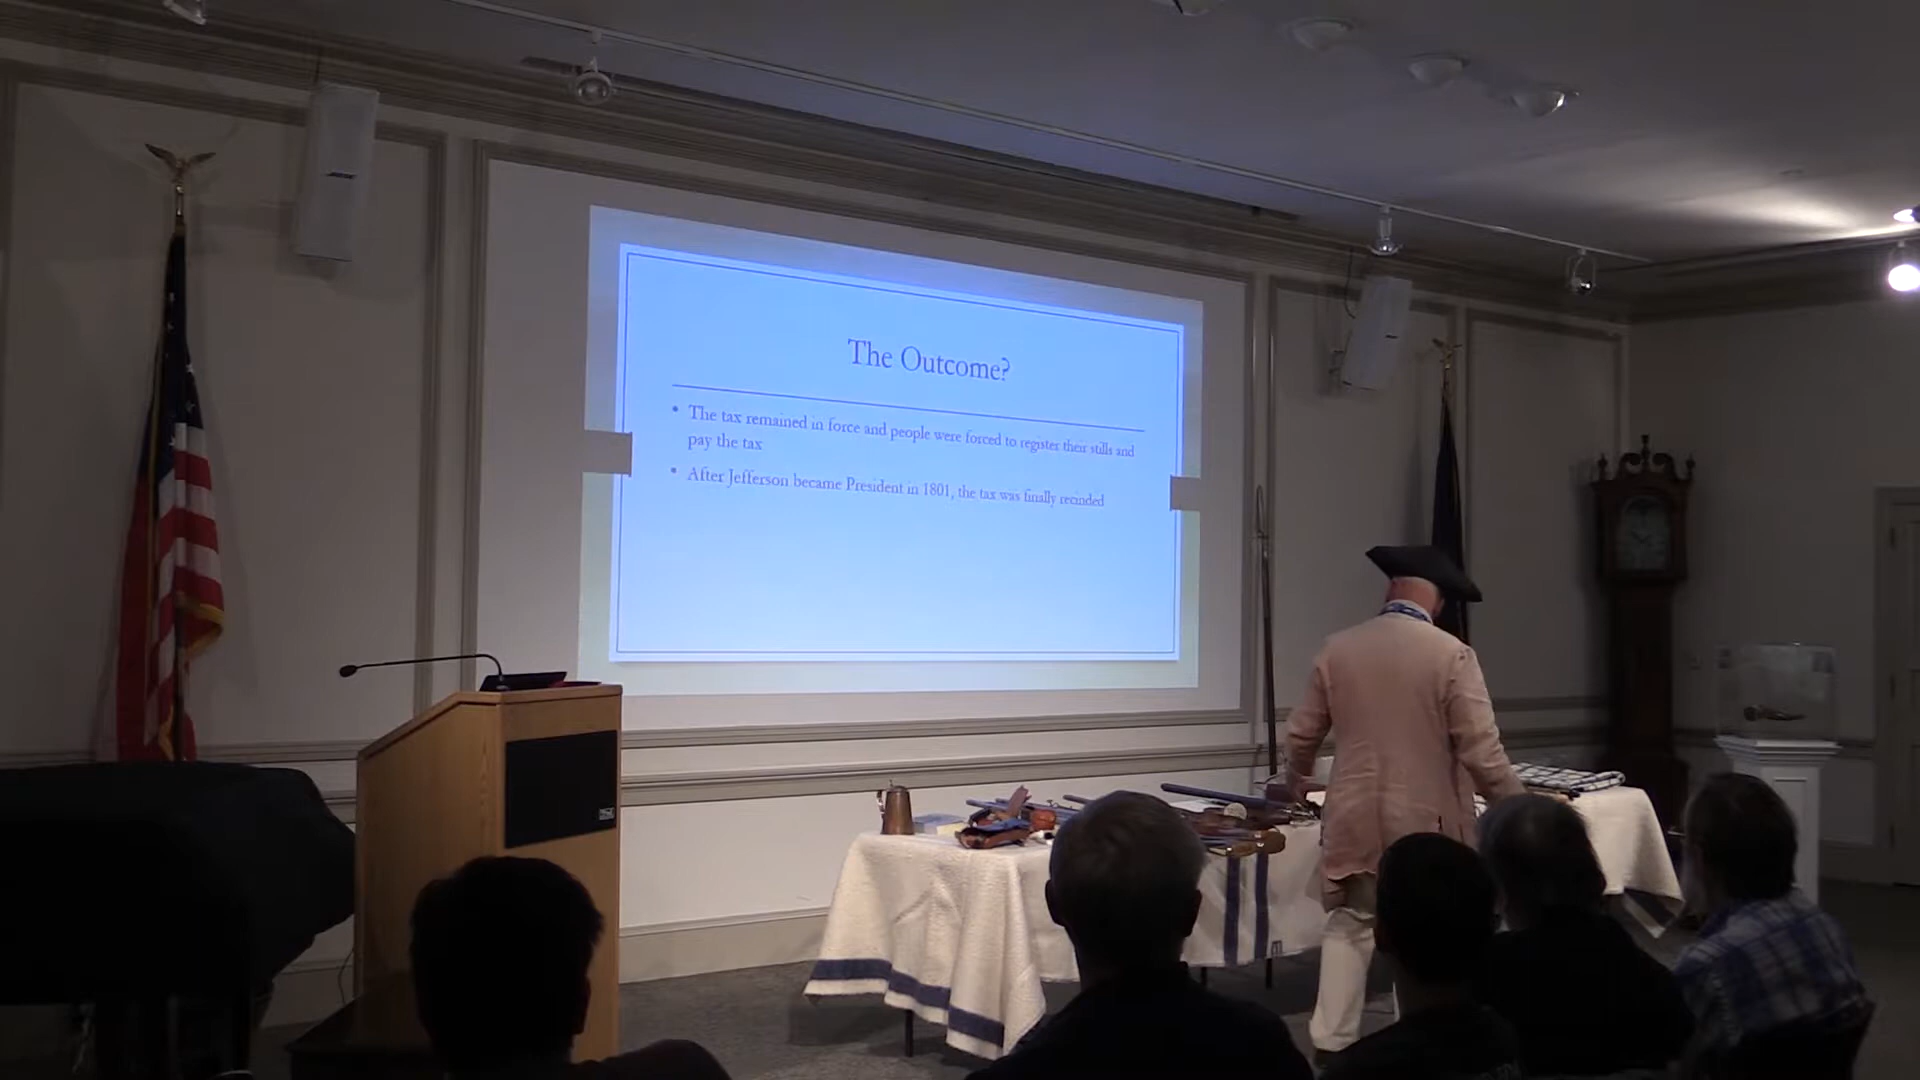 The Outcome?
• The tax remained in force and people were forced to register their stills and
pay the tax
• After Jefferson became President in 1801, the tax was finally recinded
BOSE